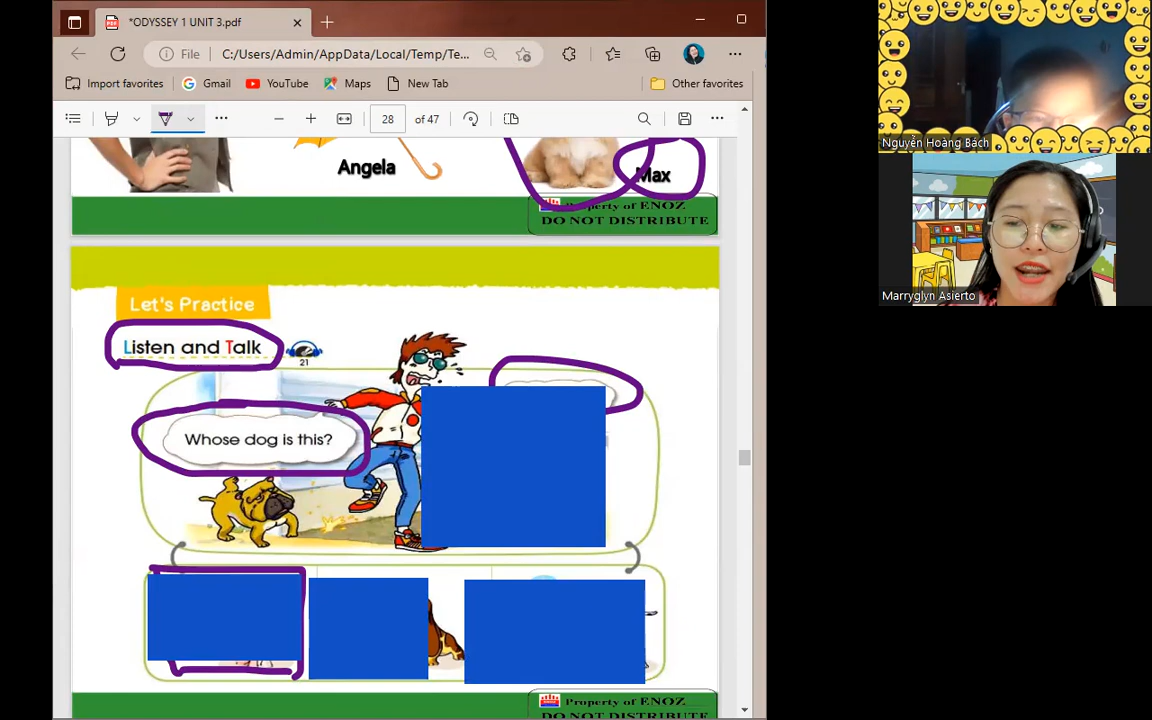 *ODYSSEY 1 UNIT 3.pdf
File
C:/Users/Admin/AppData/Local/Temp/Te...
Import favorites
Gmail
YouTube
Maps
New Tab
Other favorites
28
of 47
Angela
Max
Property of ENOZ
DO NOT DISTRIBUTE
Let's Practice
Listen and Talk
21
Whose dog is this?
Property of ENOZ
DO NOT DISTRIBUTE
Nguyễn Hoàng Bách
Marryglyn Asierto